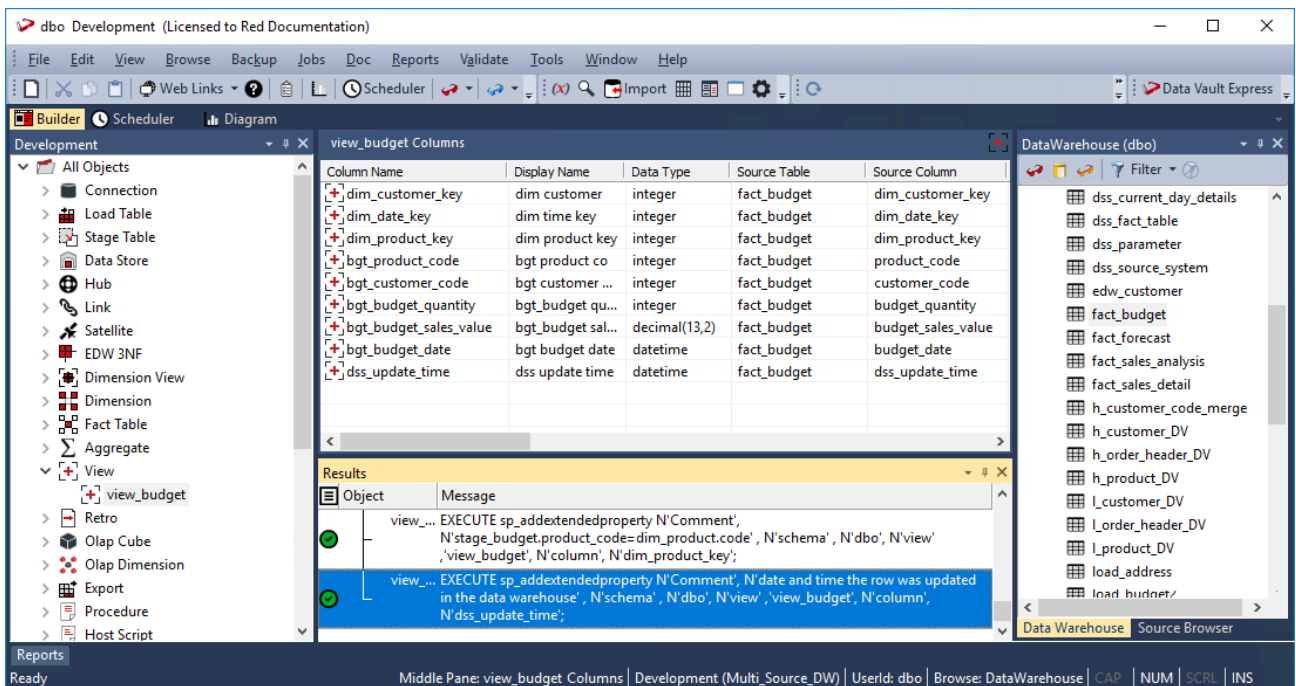 dbo Development (Licensed to Red Documentation)
File Edit View Browse Backup Jobs Doc Reports Validate Tools Window Help
Web Links Scheduler (x) Import Data Vault Express
Builder Scheduler Diagram
Development
All Objects
Connection
Load Table
Stage Table
Data Store
Hub
Link
Satellite
EDW 3NF
Dimension View
Dimension
Fact Table
Aggregate
View
view_budget
Retro
Olap Cube
Olap Dimension
Export
Procedure
Host Script
view_budget Columns
Column Name Display Name Data Type Source Table Source Column
dim_customer_key dim customer integer fact_budget dim_customer_key
dim_date_key dim time key integer fact_budget dim_date_key
dim_product_key dim product key integer fact_budget dim_product_key
bgt_product_code bgt product co integer fact_budget product_code
bgt_customer_code bgt customer ... integer fact_budget customer_code
bgt_budget_quantity bgt_budget qu... integer fact_budget budget_quantity
bgt_budget_sales_value bgt_budget sal... decimal(13,2) fact_budget budget_sales_value
bgt_budget_date bgt budget date datetime fact_budget budget_date
dss_update_time dss update time datetime fact_budget dss_update_time
Results
Object Message
view_... EXECUTE sp_addextendedproperty N'Comment',
N'stage_budget.product_code=dim_product.code' , N'schema' , N'dbo', N'view'
,'view_budget', N'column', N'dim_product_key';
view_... EXECUTE sp_addextendedproperty N'Comment', N'date and time the row was updated
in the data warehouse' , N'schema' , N'dbo', N'view' ,'view_budget', N'column',
N'dss_update_time';
DataWarehouse (dbo)
Filter
dss_current_day_details
dss_fact_table
dss_parameter
dss_source_system
edw_customer
fact_budget
fact_forecast
fact_sales_analysis
fact_sales_detail
h_customer_code_merge
h_customer_DV
h_order_header_DV
h_product_DV
l_customer_DV
l_order_header_DV
l_product_DV
load_address
Data Warehouse Source Browser
Reports
Ready Middle Pane: view_budget Columns Development (Multi_Source_DW) UserId: dbo Browse: DataWarehouse CAP NUM SCRL INS